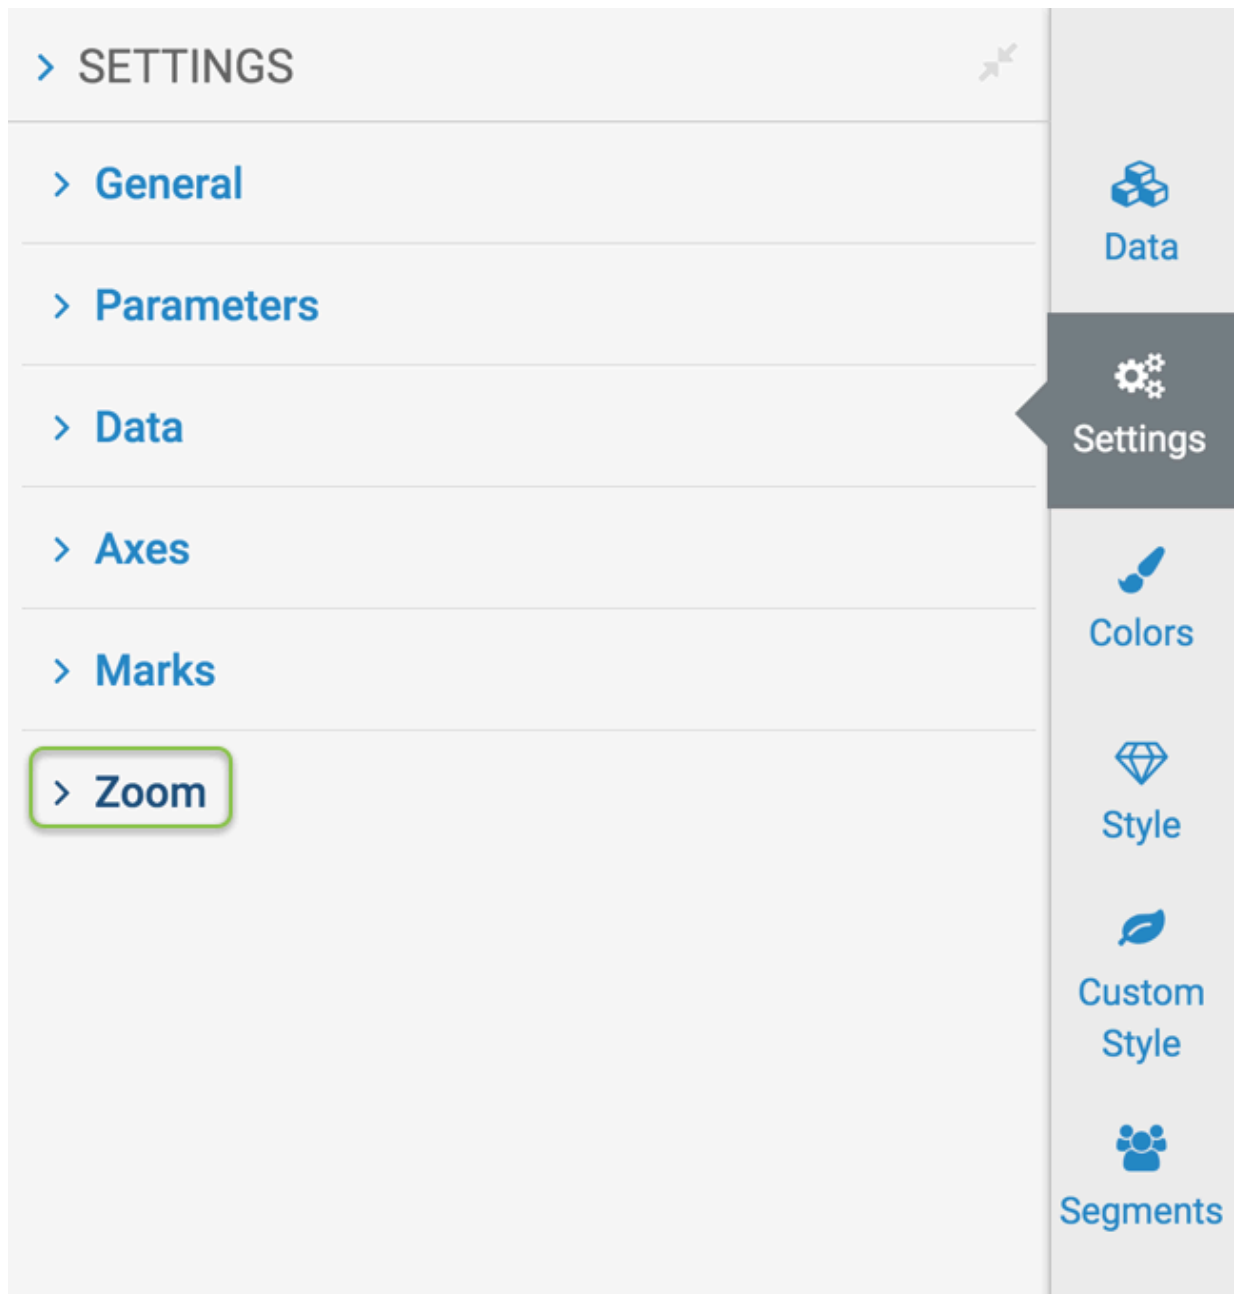 SETTINGS
General
Parameters
Data
Axes
Marks
Zoom
Data
Settings
Colors
Style
Custom
Style
Segments